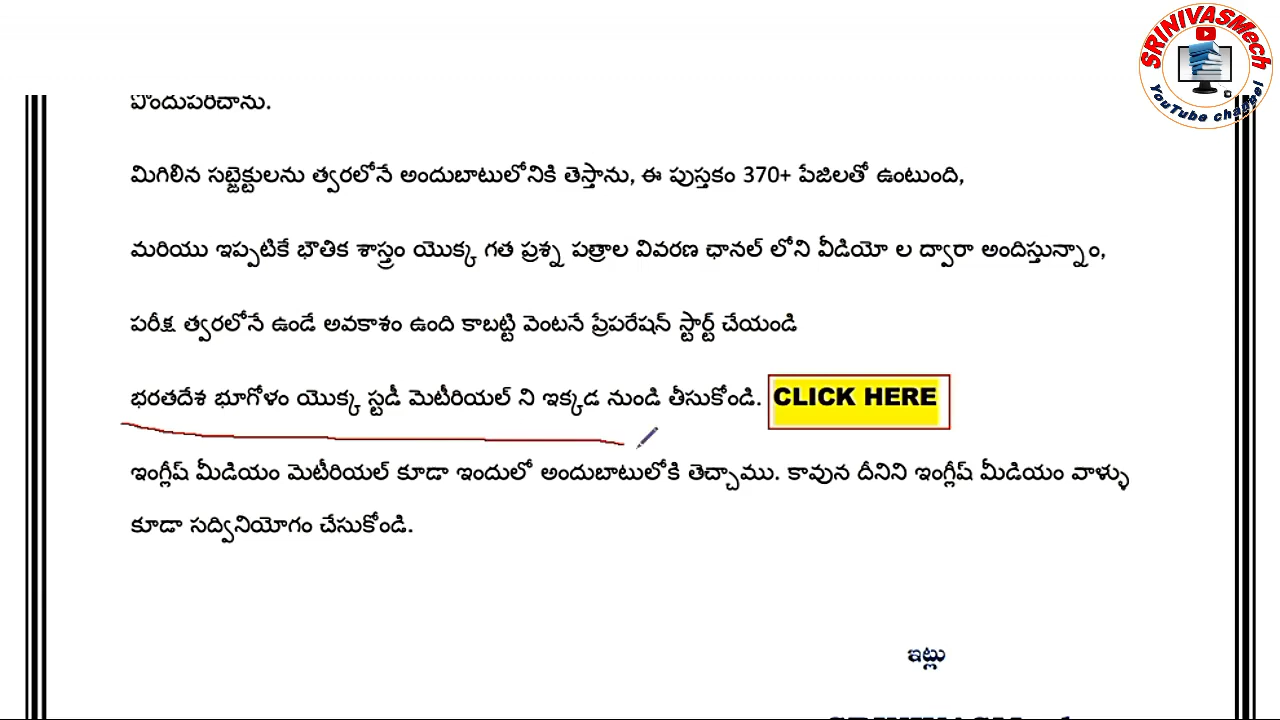 SRINIVASMech
YouTube channel
పొందుపరిచాను.
మిగిలిన సబ్జెక్టులను త్వరలోనే అందుబాటులోనికి తెస్తాను, ఈ పుస్తకం 370+ పేజిలతో ఉంటుంది,
మరియు ఇప్పటికే భౌతిక శాస్త్రం యొక్క గత ప్రశ్న పత్రాల వివరణ ఛానల్ లోని వీడియో ల ద్వారా అందిస్తున్నాం,
పరీక్ష త్వరలోనే ఉండే అవకాశం ఉంది కాబట్టి వెంటనే ప్రేపరేషన్ స్టార్ట్ చేయండి
భరతదేశ భూగోళం యొక్క స్టడీ మెటీరియల్ ని ఇక్కడ నుండి తీసుకోండి. CLICK HERE
ఇంగ్లీష్ మీడియం మెటీరియల్ కూడా ఇందులో అందుబాటులోకి తెచ్చాము. కావున దీనిని ఇంగ్లీష్ మీడియం వాళ్ళు
కూడా సద్వినియోగం చేసుకోండి.
ఇట్లు